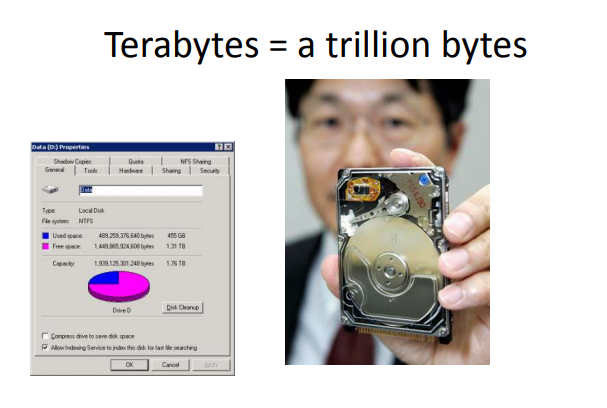 Terabytes = a trillion bytes
Data (D:) Properties
Shadow Copies Quota NFS Sharing
General Tools Hardware Sharing Security
Data
Type: Local Disk
File system: NTFS
Used space: 489,259,376,640 bytes 455 GB
Free space: 1,449,865,924,608 bytes 1.31 TB
Capacity: 1,939,125,301,248 bytes 1.76 TB
Drive D
Disk Cleanup
Compress drive to save disk space
Allow Indexing Service to index this disk for fast file searching
OK Cancel Apply